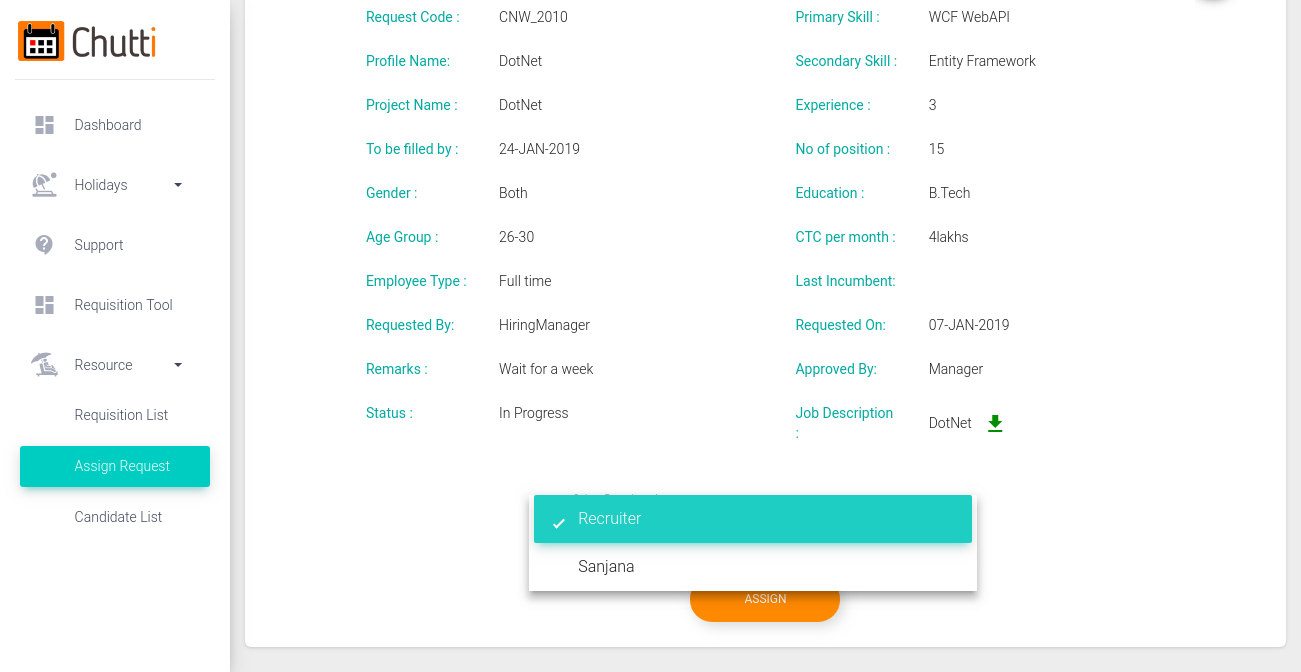 Chutti
Dashboard
Holidays
Support
Requisition Tool
Resource
Requisition List
Assign Request
Candidate List
Request Code : CNW_2010 Primary Skill : WCF WebAPI
Profile Name: DotNet Secondary Skill : Entity Framework
Project Name : DotNet Experience : 3
To be filled by : 24-JAN-2019 No of position : 15
Gender : Both Education : B.Tech
Age Group : 26-30 CTC per month : 4lakhs
Employee Type : Full time Last Incumbent:
Requested By: HiringManager Requested On: 07-JAN-2019
Remarks : Wait for a week Approved By: Manager
Status : In Progress Job Description
: DotNet
Recruiter
Sanjana
ASSIGN